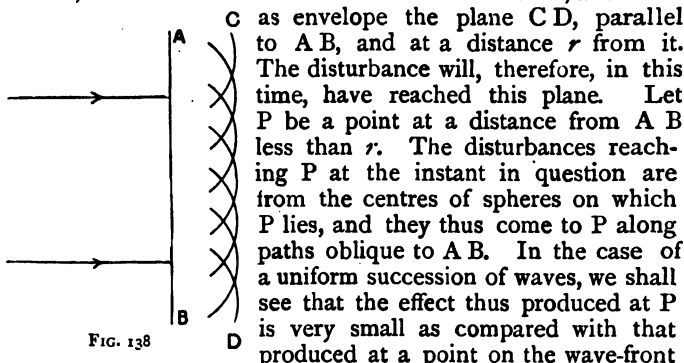 C
A
as envelope the plane C D, parallel
to A B, and at a distance r from it.
The disturbance will, therefore, in this
time, have reached this plane. Let
P be a point at a distance from A B
less than r. The disturbances reach-
ing P at the instant in question are
from the centres of spheres on which
P lies, and they thus come to P along
paths oblique to A B. In the case of
a uniform succession of waves, we shall
see that the effect thus produced at P
is very small as compared with that
produced at a point on the wave-front
B
D
FIG. 138